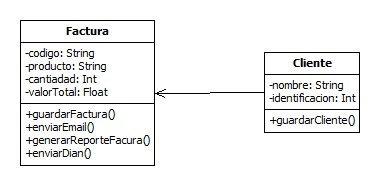 Factura
-codigo: String
-producto: String
-cantiadad: Int
-valorTotal: Float
+guardarFactura()
+enviarEmail()
+generarReporteFacura()
+enviarDian()
Cliente
-nombre: String
-identificacion: Int
+guardarCliente()